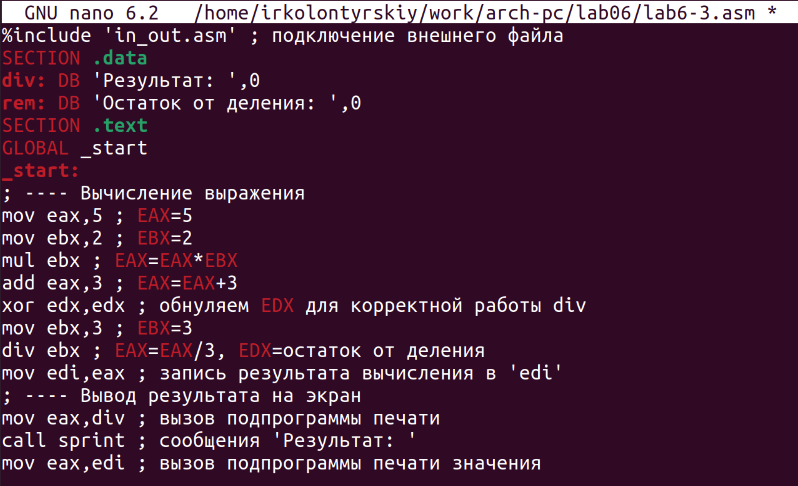 GNU nano 6.2 /home/irkolontyrskiy/work/arch-pc/lab06/lab6-3.asm *
%include 'in_out.asm' ; подключение внешнего файла
SECTION .data
div: DB 'Результат: ',0
rem: DB 'Остаток от деления: ',0
SECTION .text
GLOBAL _start
_start:
; ---- Вычисление выражения
mov eax,5 ; EAX=5
mov ebx,2 ; EBX=2
mul ebx ; EAX=EAX*EBX
add eax,3 ; EAX=EAX+3
xor edx,edx ; обнуляем EDX для корректной работы div
mov ebx,3 ; EBX=3
div ebx ; EAX=EAX/3, EDX=остаток от деления
mov edi,eax ; запись результата вычисления в 'edi'
; ---- Вывод результата на экран
mov eax,div ; вызов подпрограммы печати
call sprint ; сообщения 'Результат: '
mov eax,edi ; вызов подпрограммы печати значения